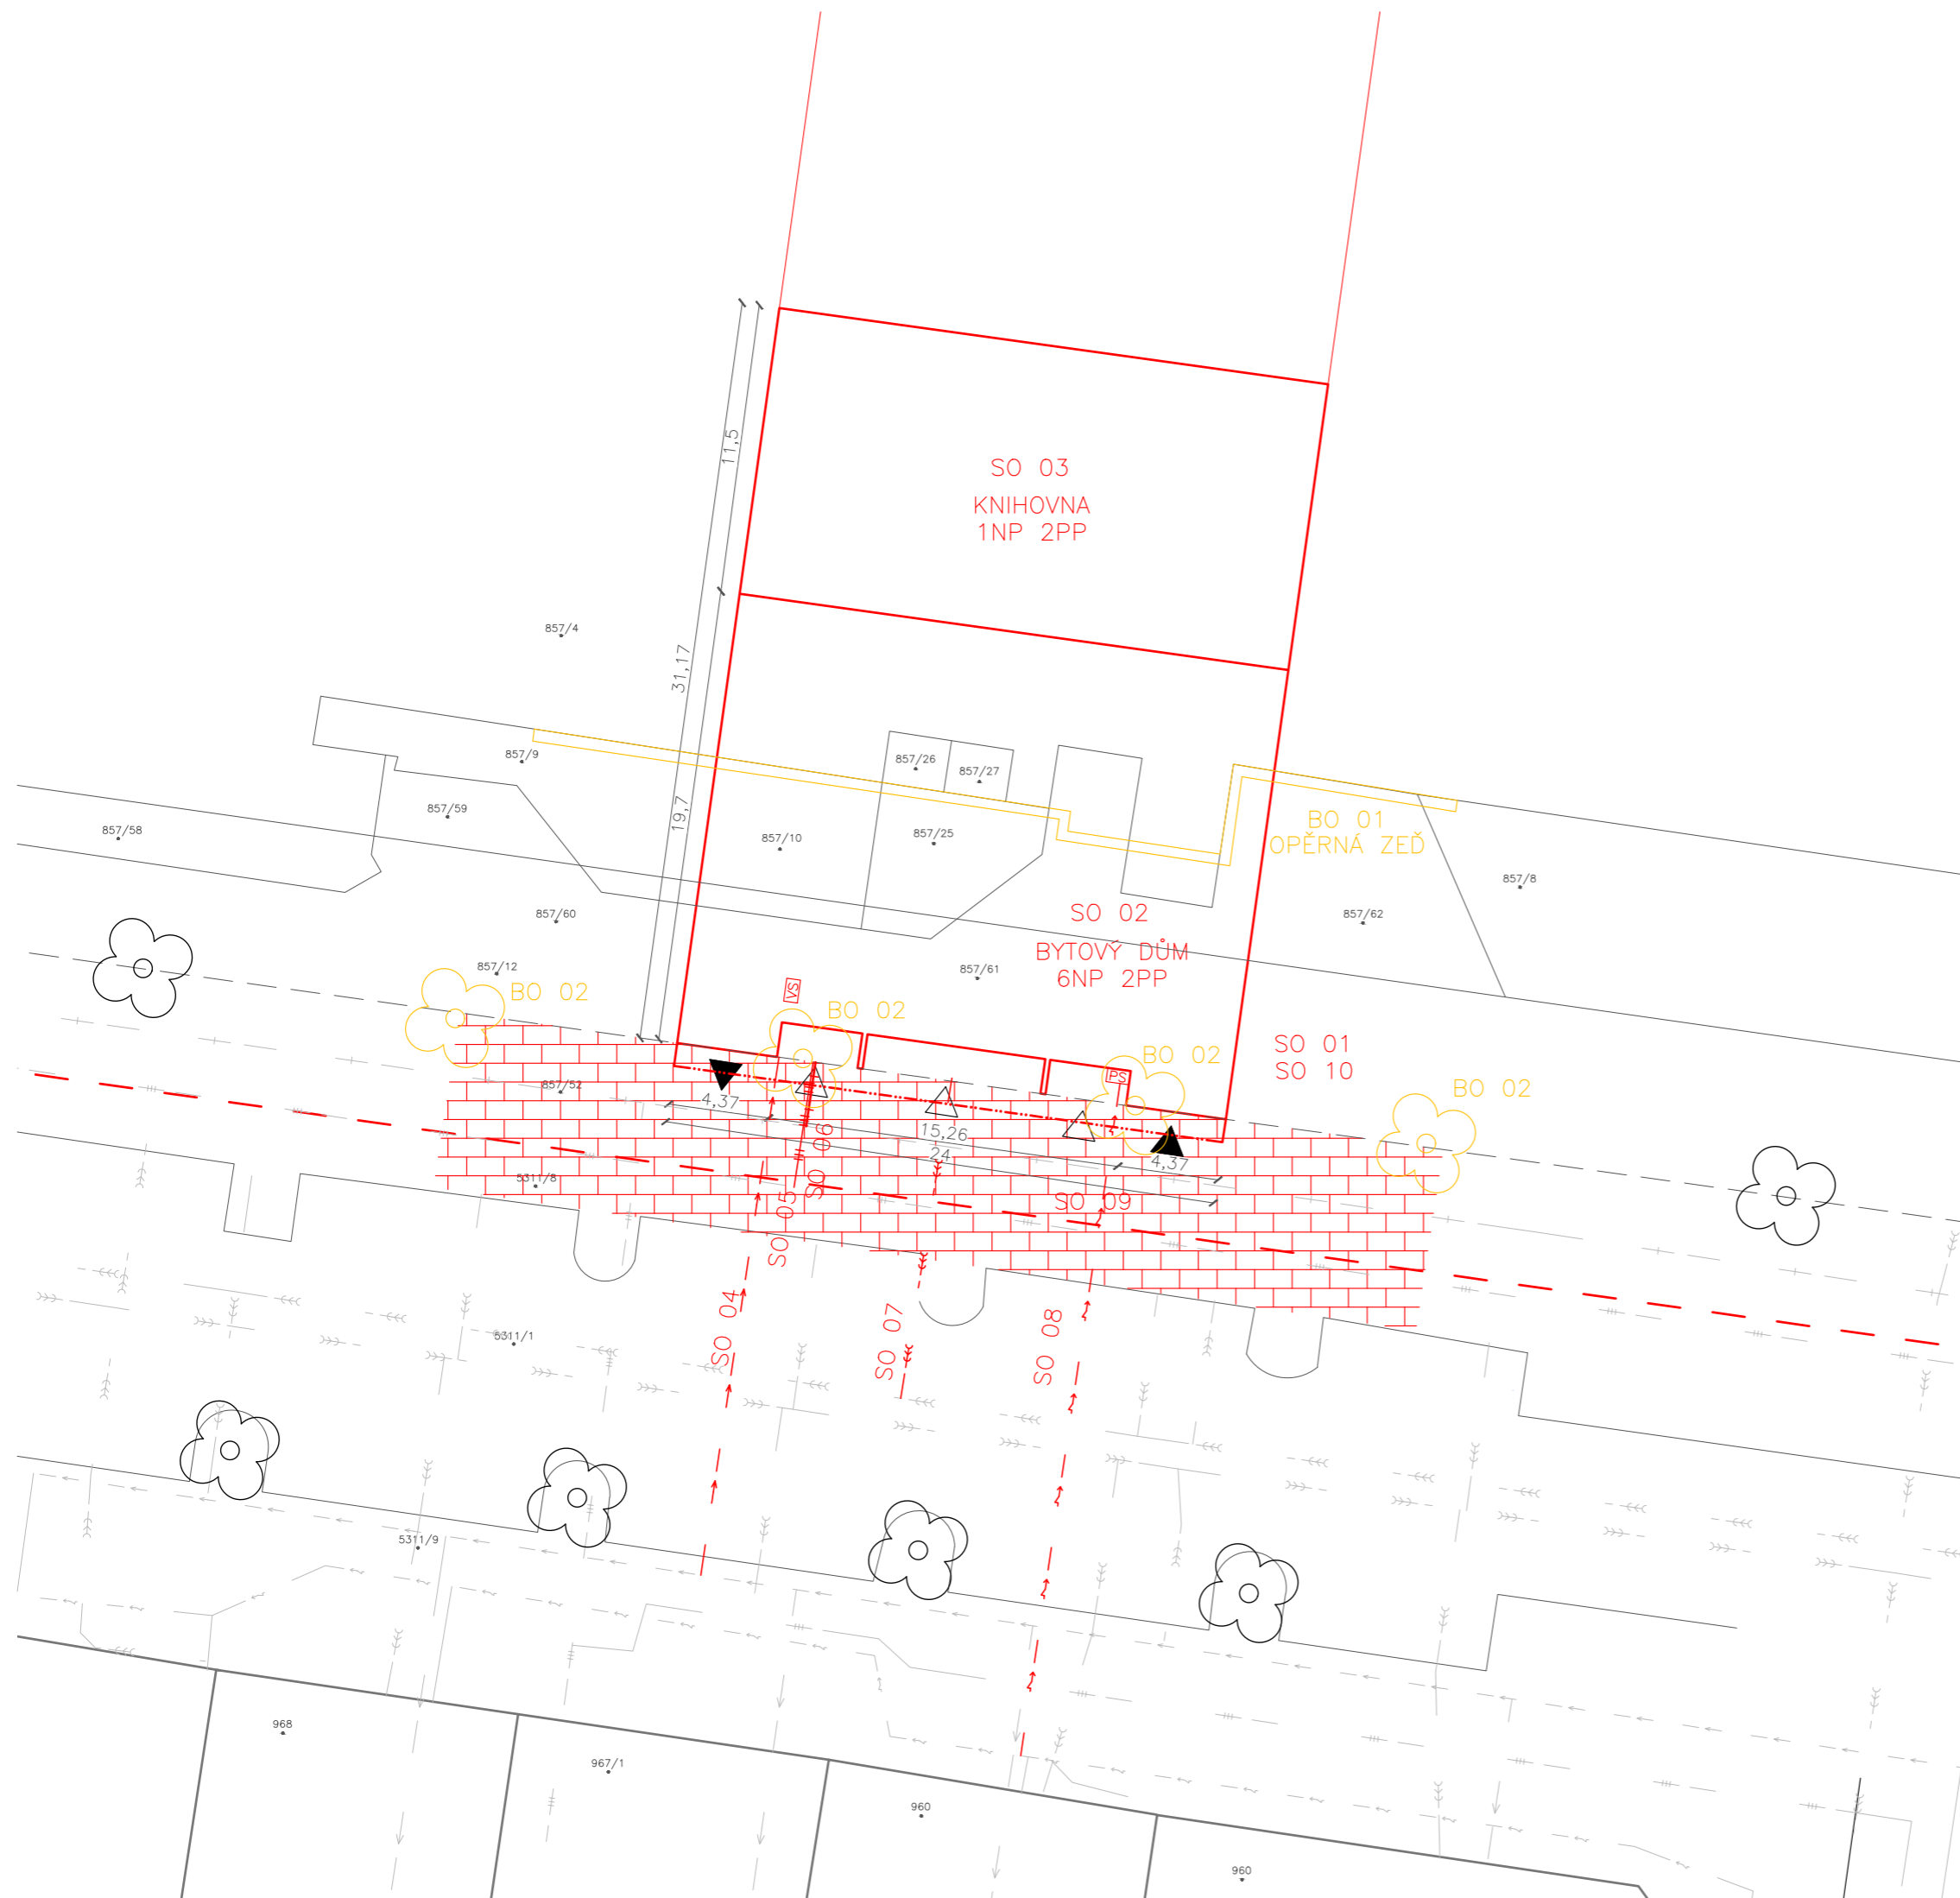 SO 03
KNIHOVNA
1NP 2PP
11,5
857/4
31,17
857/9
857/26
857/27
19,7
857/59
857/58
857/10
857/25
BO 01
OPĚRNÁ ZEĎ
857/8
857/60
SO 02
857/62
BYTOVÝ DŮM
6NP 2PP
857/12
857/61
BO 02
VS
BO 02
SO 01
SO 10
BO 02
PS
BO 02
857/52
4,37
15,26
24
4,37
SO 06
SO 05
5311/8
SO 09
SO 04
SO 07
SO 08
5311/1
5311/9
968
967/1
960
960